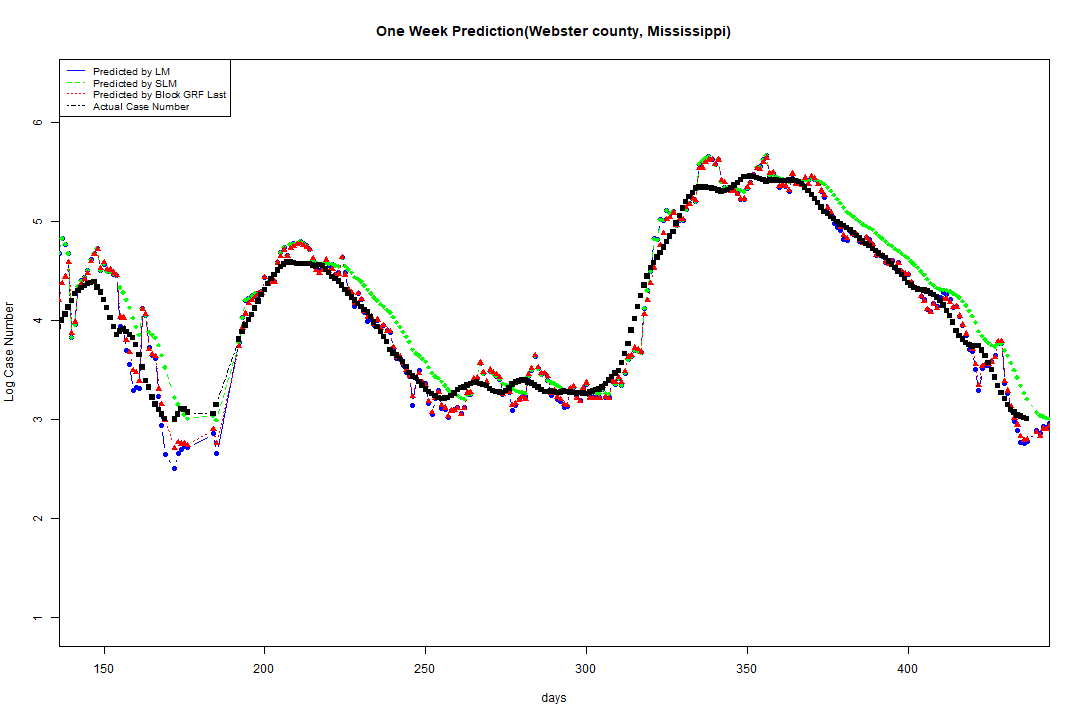 One Week Prediction(Webster county, Mississippi)
Predicted by LM
Predicted by SLM
Predicted by Block GRF Last
Actual Case Number
Log Case Number
6
5
4
3
2
1
150 200 250 300 350 400
days